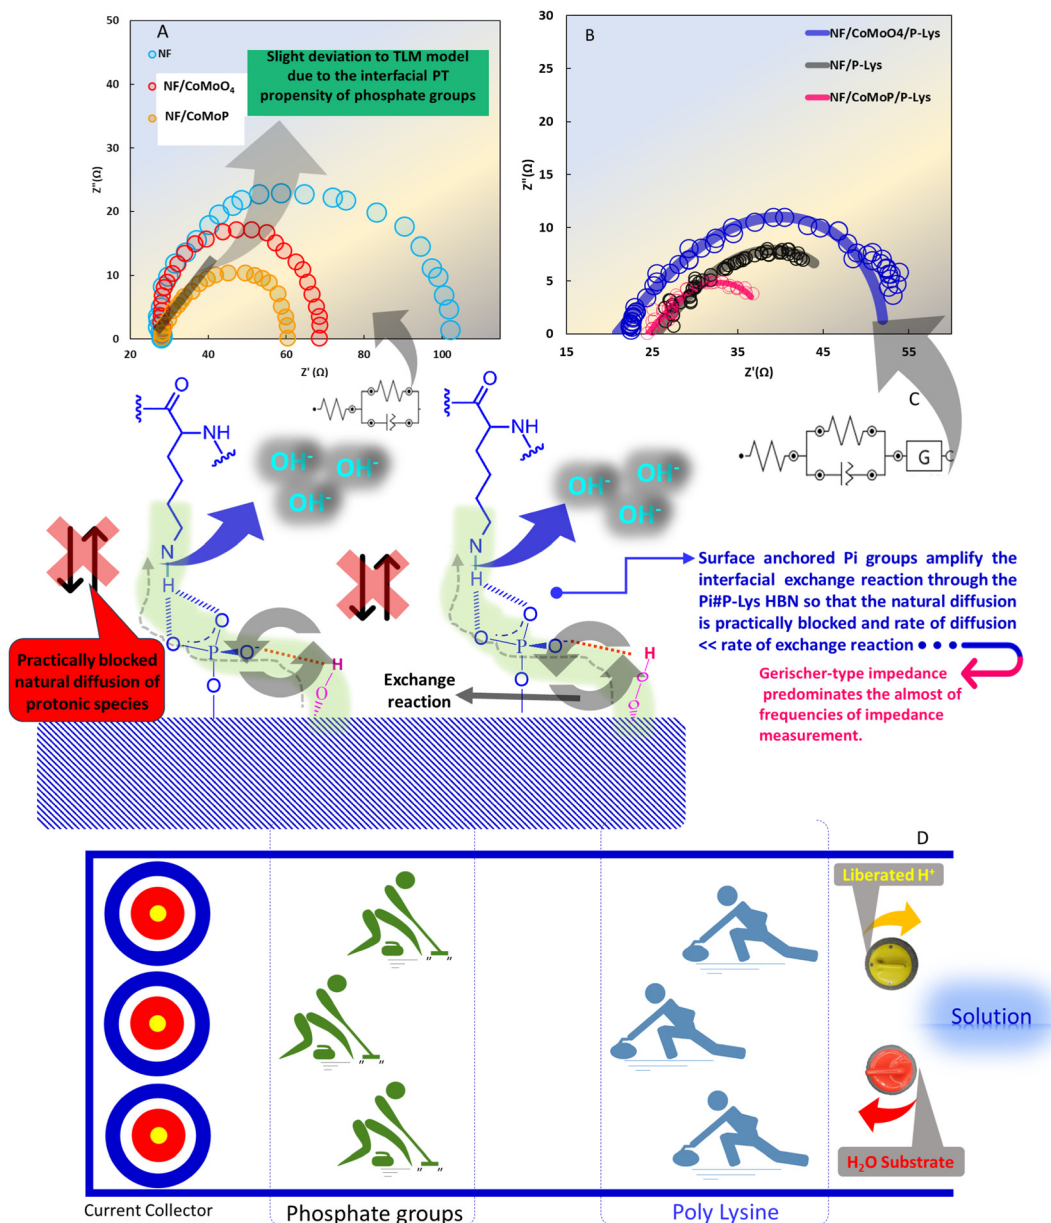 A
50
40
30
20
10
0
Z''(Ω)
NF
NF/CoMoO4
NF/CoMoP
Slight deviation to TLM model
due to the interfacial PT
propensity of phosphate groups
20
40
60
80
100
120
Z' (Ω)
B
30
25
20
15
10
5
0
Z''(Ω)
NF/CoMoO4/P-Lys
NF/P-Lys
NF/CoMoP/P-Lys
15
25
35
45
55
Z'(Ω)
C
G
O
NH
OH-
OH-
OH-
N
H
O
O
P
O-
O
H
O
O
NH
OH-
OH-
OH-
N
H
O
O
P
O-
O
H
O
O
Practically blocked
natural diffusion of
protonic species
Exchange
reaction
Surface anchored Pi groups amplify the
interfacial exchange reaction through the
Pi#P-Lys HBN so that the natural diffusion
is practically blocked and rate of diffusion
<< rate of exchange reaction
Gerischer-type impedance
predominates the almost of
frequencies of impedance
measurement.
D
Liberated H+
Solution
H2O Substrate
Current Collector
Phosphate groups
Poly Lysine